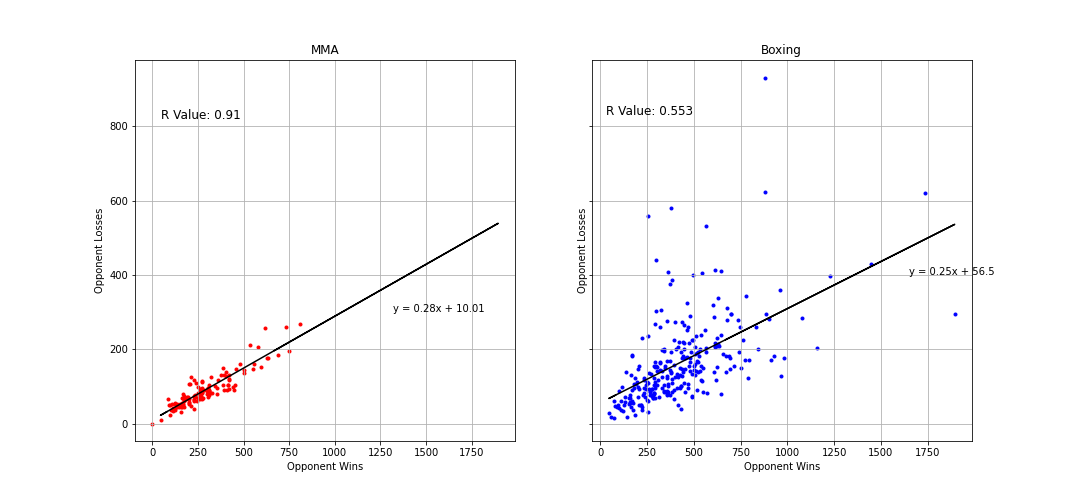 MMA
R Value: 0.91
y = 0.28x + 10.01
Opponent Losses
800
600
400
200
0
0 250 500 750 1000 1250 1500 1750
Opponent Wins
Boxing
R Value: 0.553
y = 0.25x + 56.5
Opponent Losses
0 250 500 750 1000 1250 1500 1750
Opponent Wins